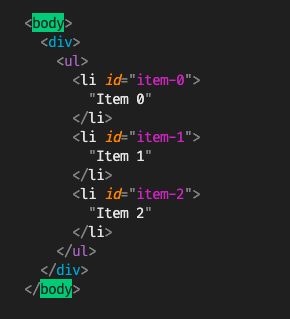 <body>
<div>
<ul>
<li id="item-0">
"Item 0"
</li>
<li id="item-1">
"Item 1"
</li>
<li id="item-2">
"Item 2"
</li>
</ul>
</div>
</body>